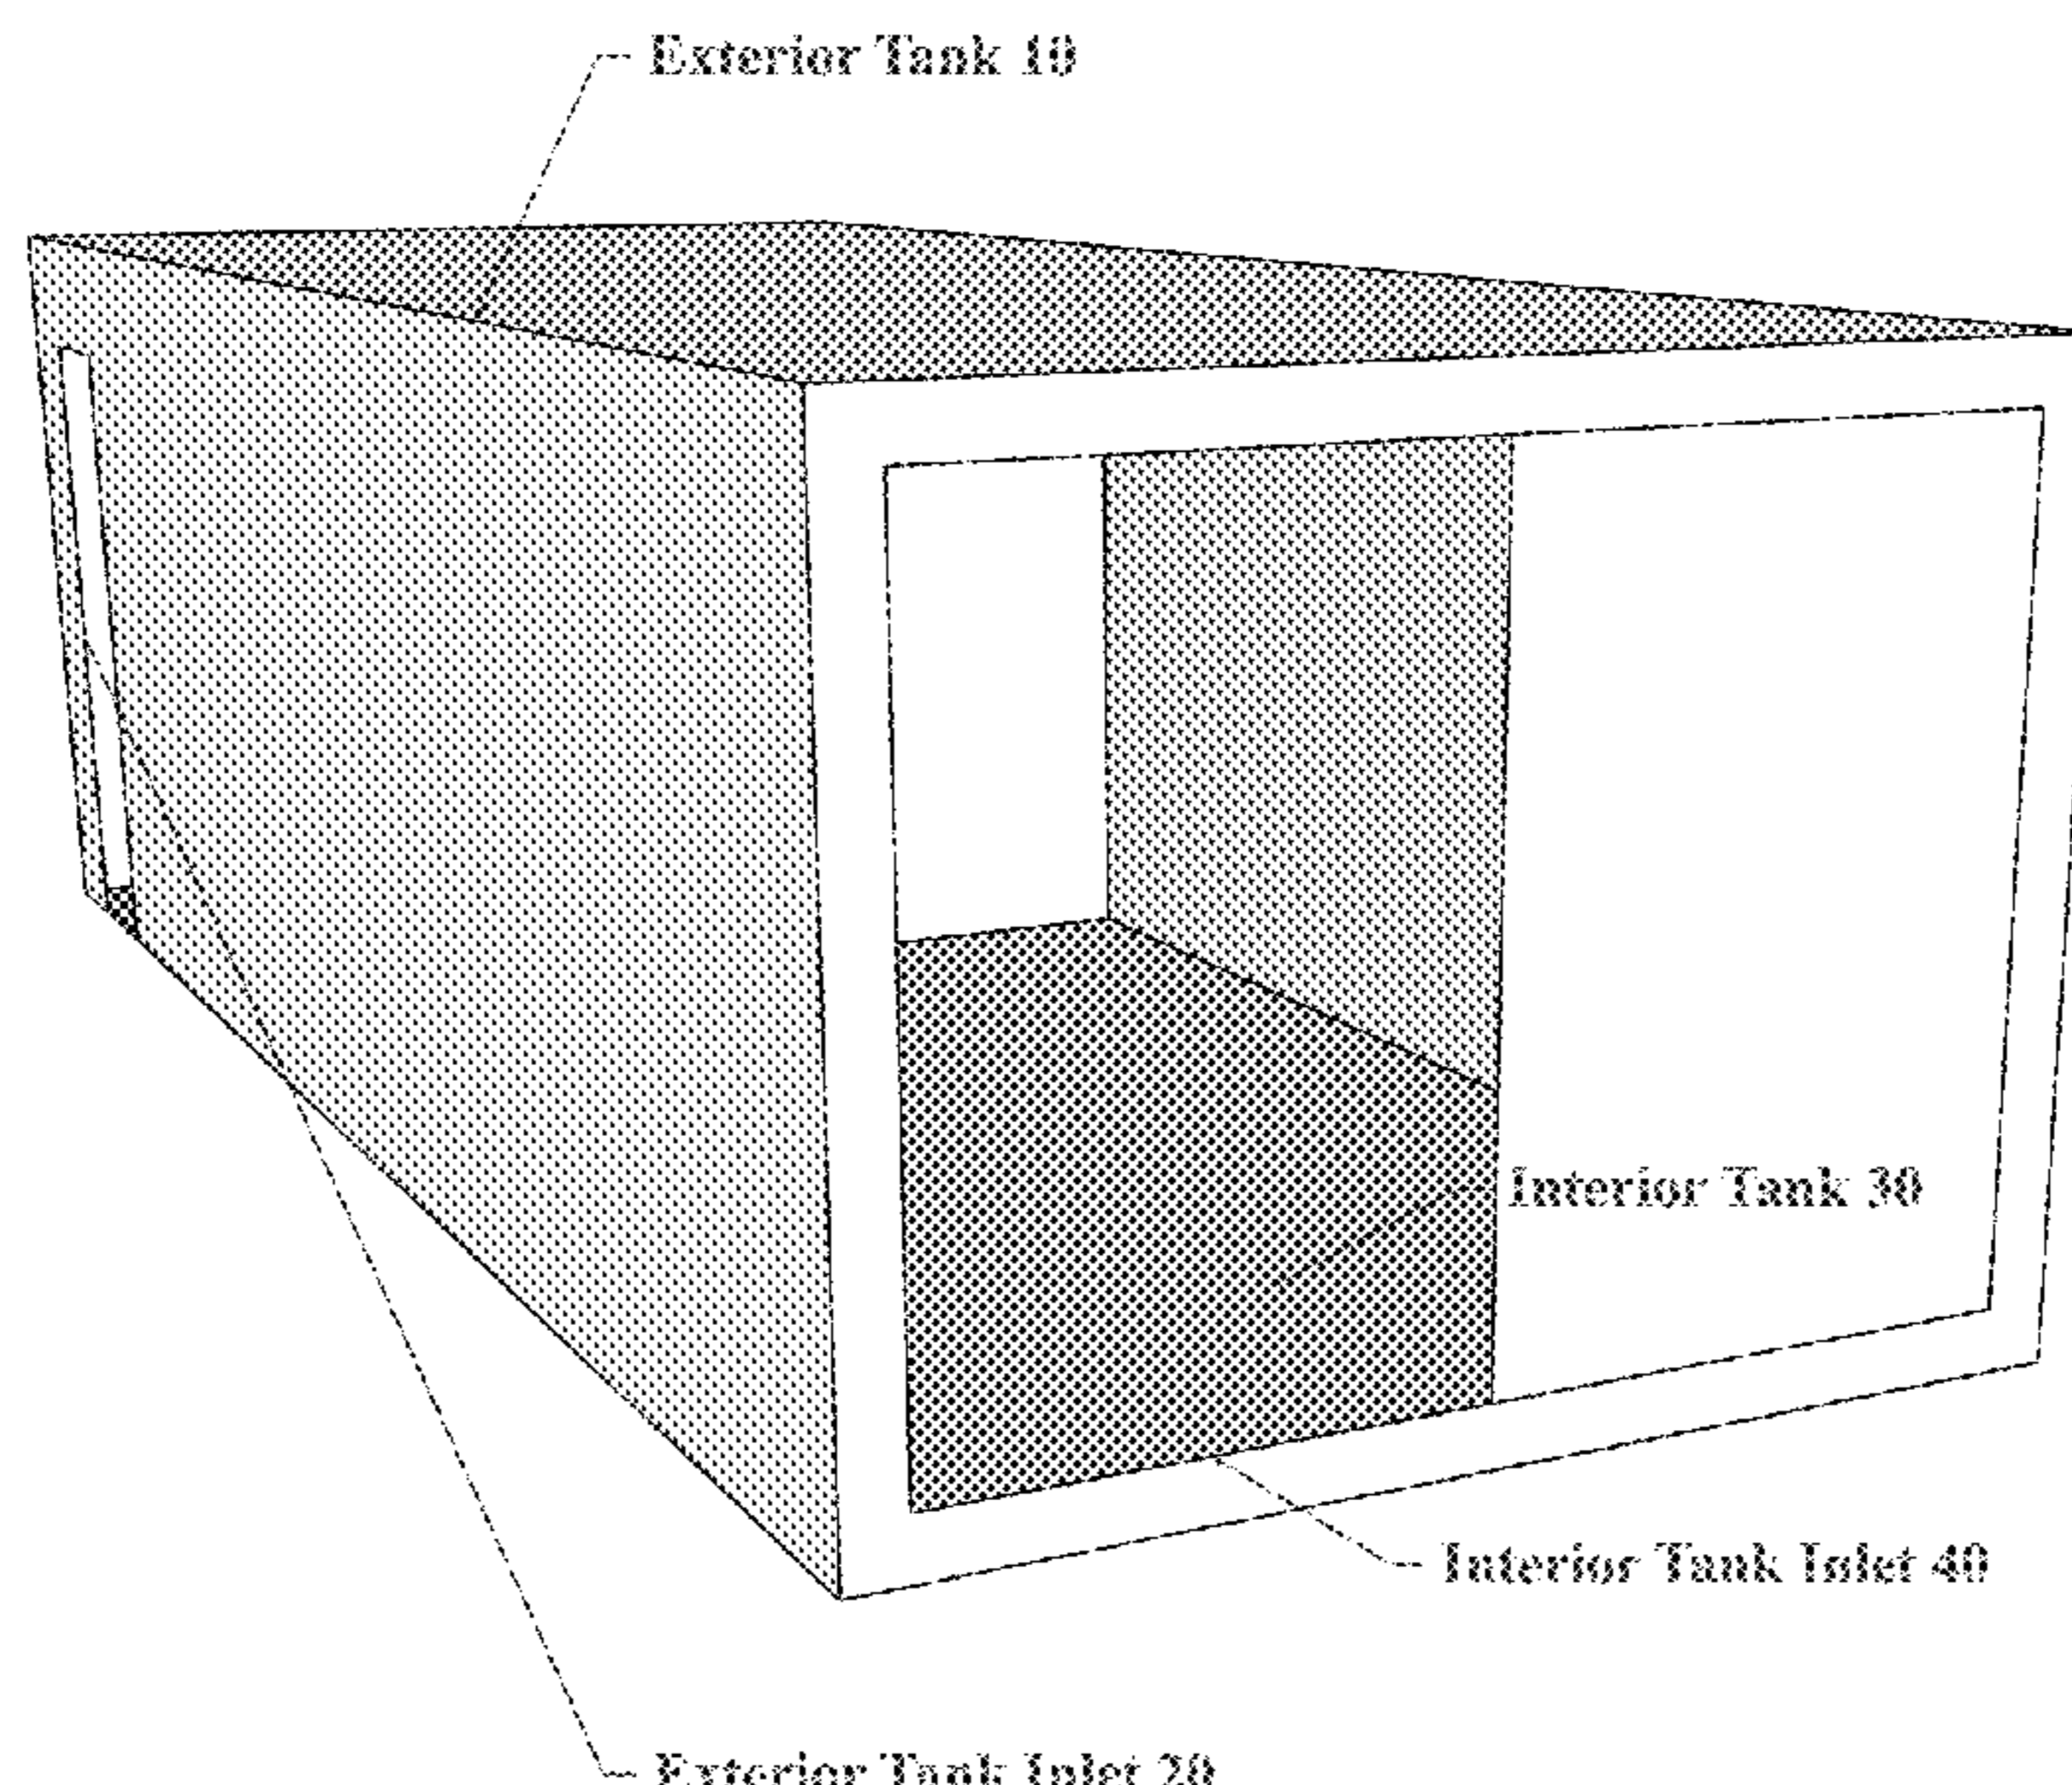 Exterior Tank 10
Interior Tank 30
Interior Tank Inlet 40
Exterior Tank Inlet 20